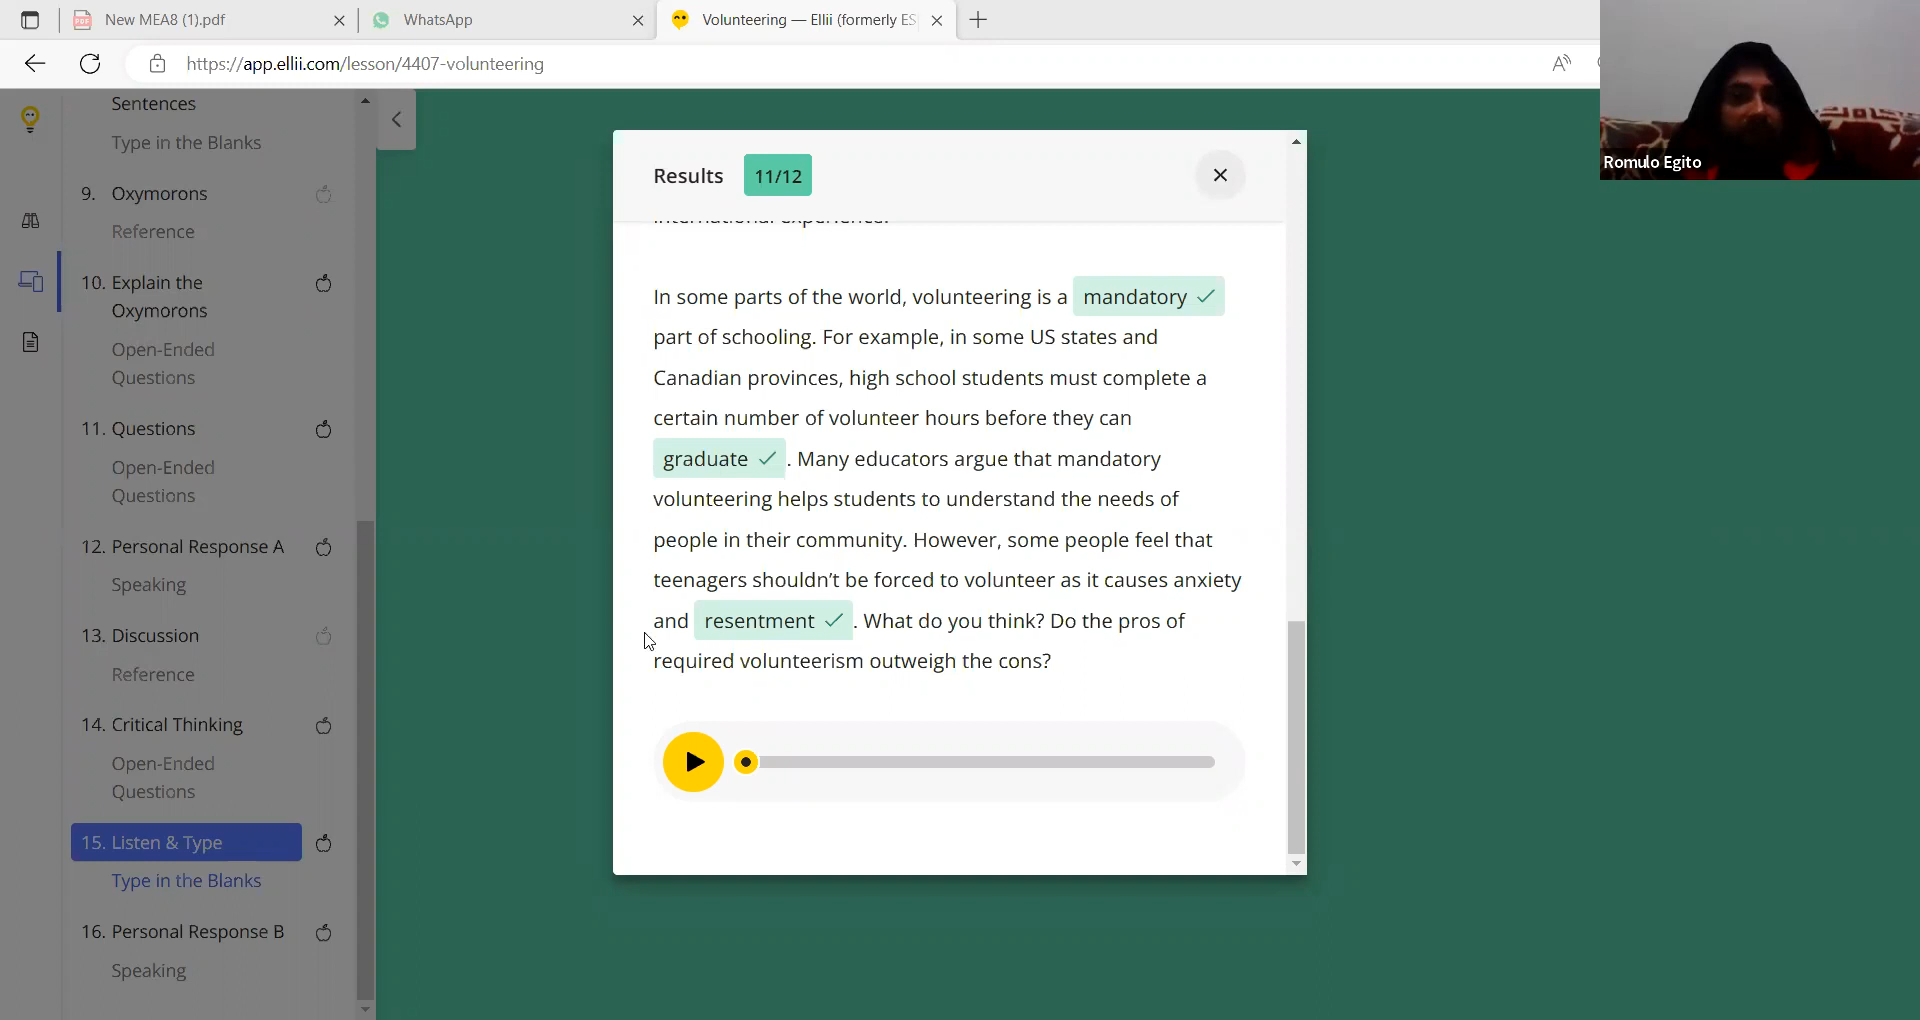 New MEA8 (1).pdf
WhatsApp
Volunteering — Ellii (formerly ES
https://app.ellii.com/lesson/4407-volunteering
Romulo Egito
Sentences
Type in the Blanks
9. Oxymorons
Reference
10. Explain the
Oxymorons
Open-Ended
Questions
11. Questions
Open-Ended
Questions
12. Personal Response A
Speaking
13. Discussion
Reference
14. Critical Thinking
Open-Ended
Questions
15. Listen & Type
Type in the Blanks
16. Personal Response B
Speaking
Results 11/12
international experience.
In some parts of the world, volunteering is a mandatory
part of schooling. For example, in some US states and
Canadian provinces, high school students must complete a
certain number of volunteer hours before they can
graduate . Many educators argue that mandatory
volunteering helps students to understand the needs of
people in their community. However, some people feel that
teenagers shouldn’t be forced to volunteer as it causes anxiety
and resentment . What do you think? Do the pros of
required volunteerism outweigh the cons?